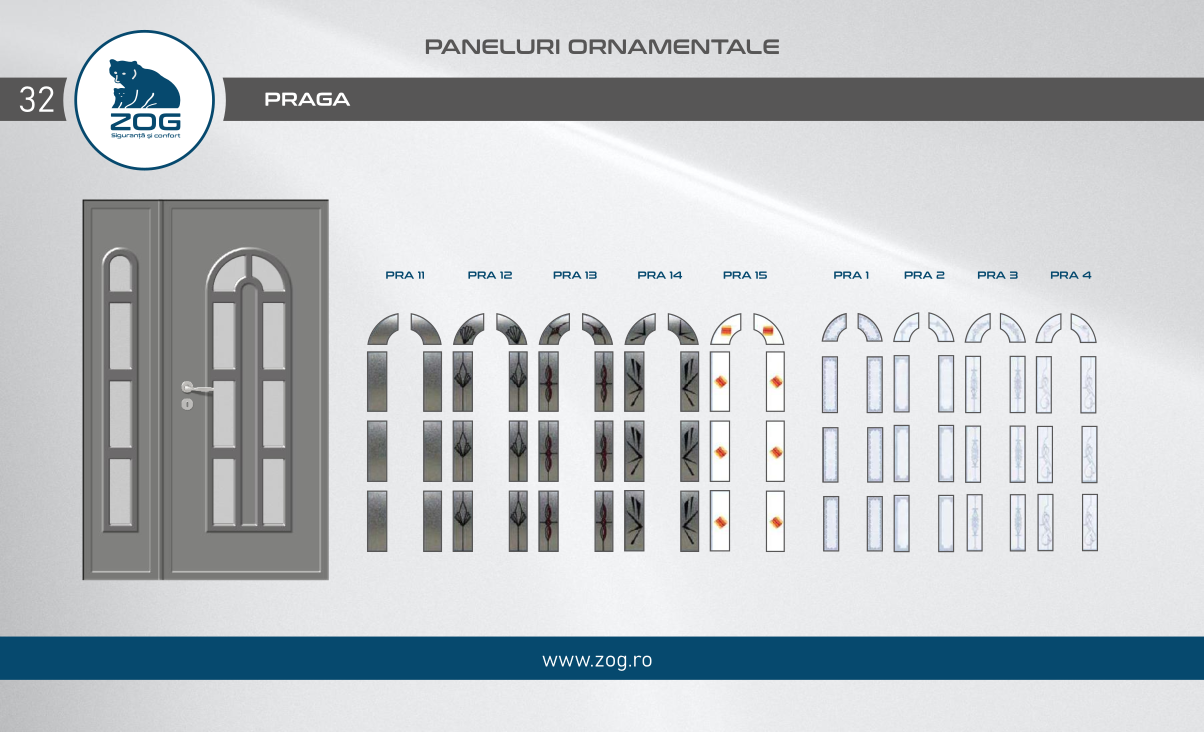 PANELURI ORNAMENTALE
32
PRAGA
ZOG
Siguranță și confort
PRA 11 PRA 12 PRA 13 PRA 14 PRA 15 PRA 1 PRA 2 PRA 3 PRA 4
www.zog.ro